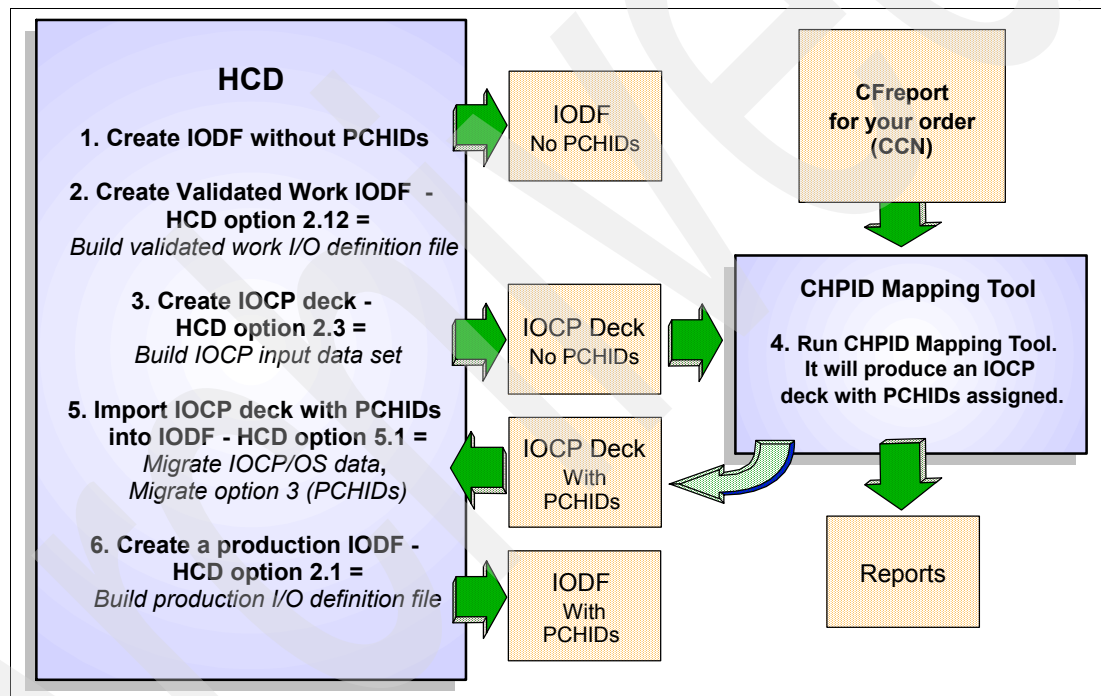 HCD
1. Create IODF without PCHIDs
2. Create Validated Work IODF -
HCD option 2.12 =
Build validated work I/O definition file
3. Create IOCP deck -
HCD option 2.3 =
Build IOCP input data set
5. Import IOCP deck with PCHIDs
into IODF - HCD option 5.1 =
Migrate IOCP/OS data,
Migrate option 3 (PCHIDs)
6. Create a production IODF -
HCD option 2.1 =
Build production I/O definition file
IODF
No PCHIDs
IOCP Deck
No PCHIDs
IOCP Deck
With
PCHIDs
IODF
With
PCHIDs
CFreport
for your order
(CCN)
CHPID Mapping Tool
4. Run CHPID Mapping Tool.
It will produce an IOCP
deck with PCHIDs assigned.
Reports